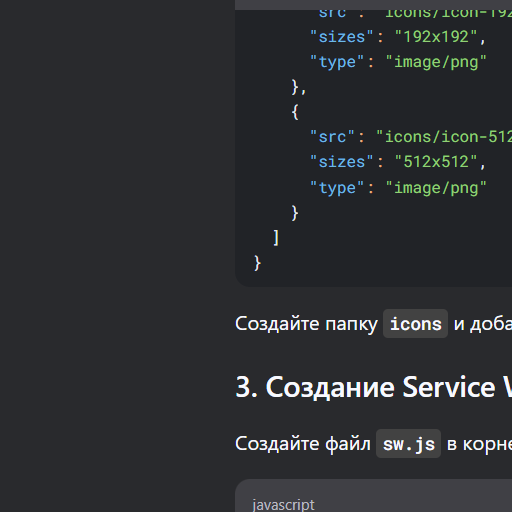 "src": "icons/icon-192
"sizes": "192x192",
"type": "image/png"
},
{
"src": "icons/icon-512
"sizes": "512x512",
"type": "image/png"
}
]
}
Создайте папку icons и доба
3. Создание Service
Создайте файл sw.js в корне
javascript